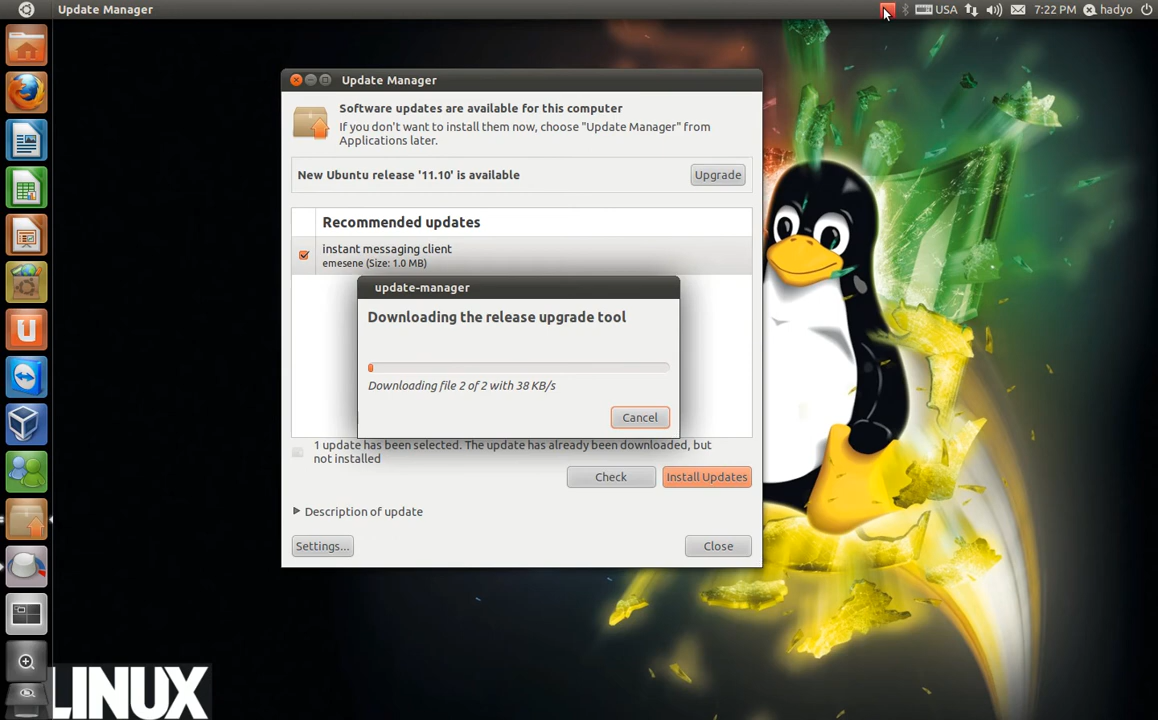 Update Manager
USA
7:22 PM
hadyo
Update Manager
Software updates are available for this computer
If you don't want to install them now, choose "Update Manager" from
Applications later.
New Ubuntu release '11.10' is available
Upgrade
Recommended updates
instant messaging client
emesene (Size: 1.0 MB)
update-manager
Downloading the release upgrade tool
Downloading file 2 of 2 with 38 KB/s
Cancel
1 update has been selected. The update has already been downloaded, but
not installed
Check
Install Updates
Description of update
Settings...
Close
LINUX